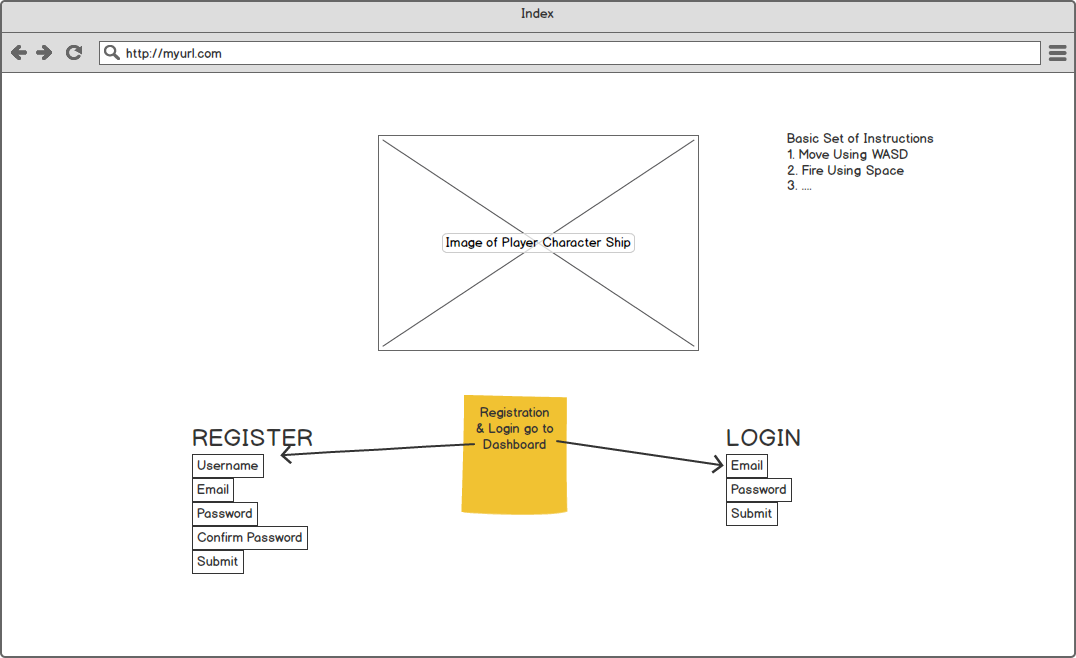 Index
http://myurl.com
Basic Set of Instructions
1. Move Using WASD
2. Fire Using Space
3. ....
Image of Player Character Ship
Registration
& Login go to
Dashboard
REGISTER
Username
Email
Password
Confirm Password
Submit
LOGIN
Email
Password
Submit